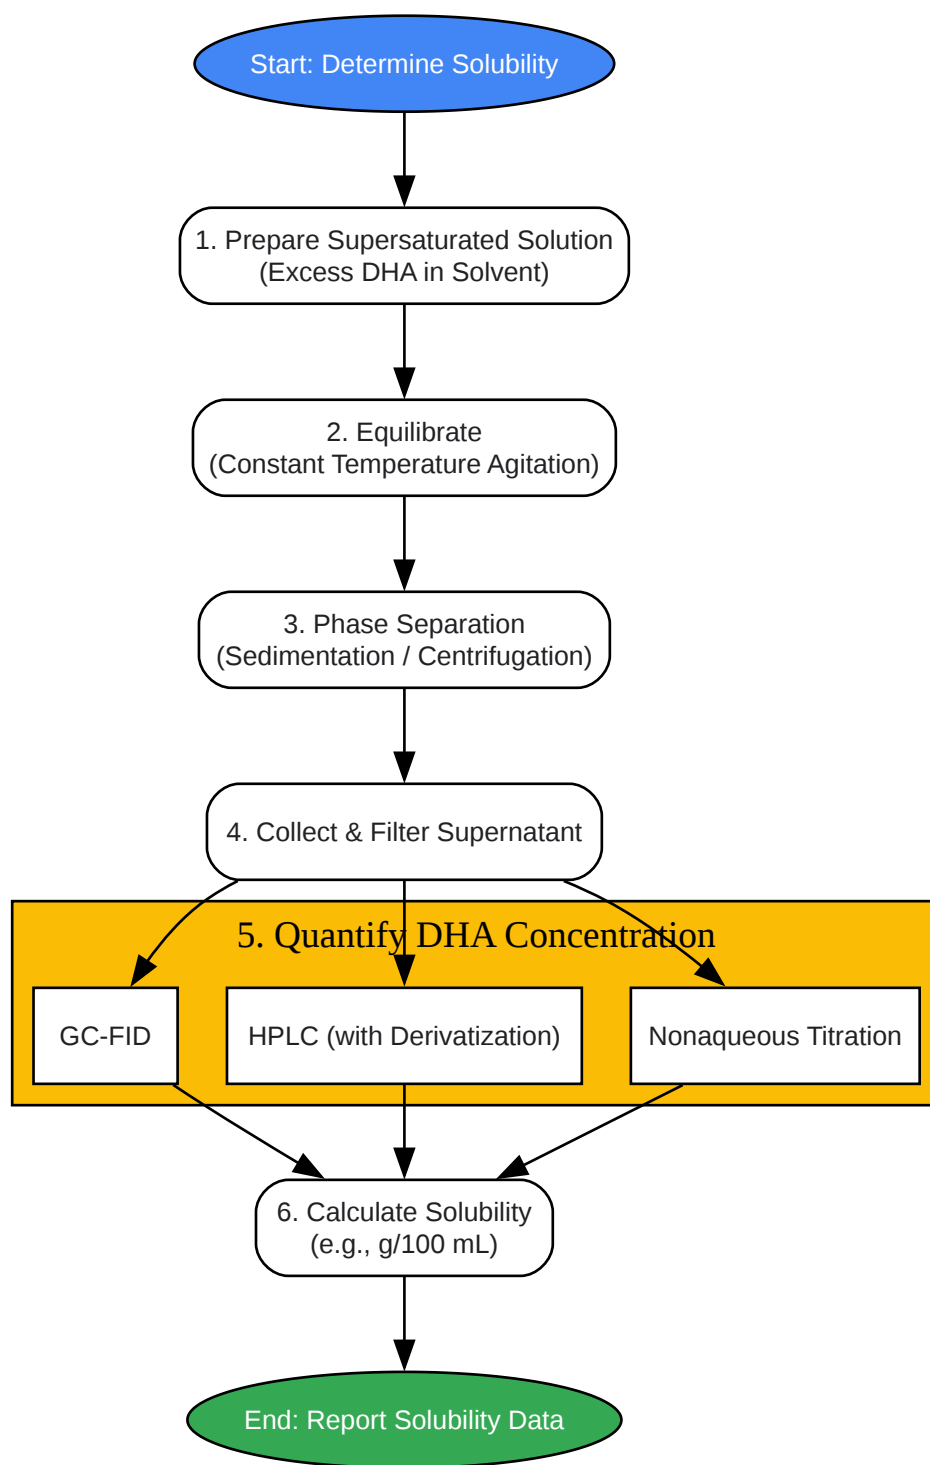 Start: Determine Solubility
1. Prepare Supersaturated Solution
(Excess DHA in Solvent)
2. Equilibrate
(Constant Temperature Agitation)
3. Phase Separation
(Sedimentation / Centrifugation)
4. Collect & Filter Supernatant
5. Quantify DHA Concentration
GC-FID
HPLC (with Derivatization)
Nonaqueous Titration
6. Calculate Solubility
(e.g., g/100 mL)
End: Report Solubility Data